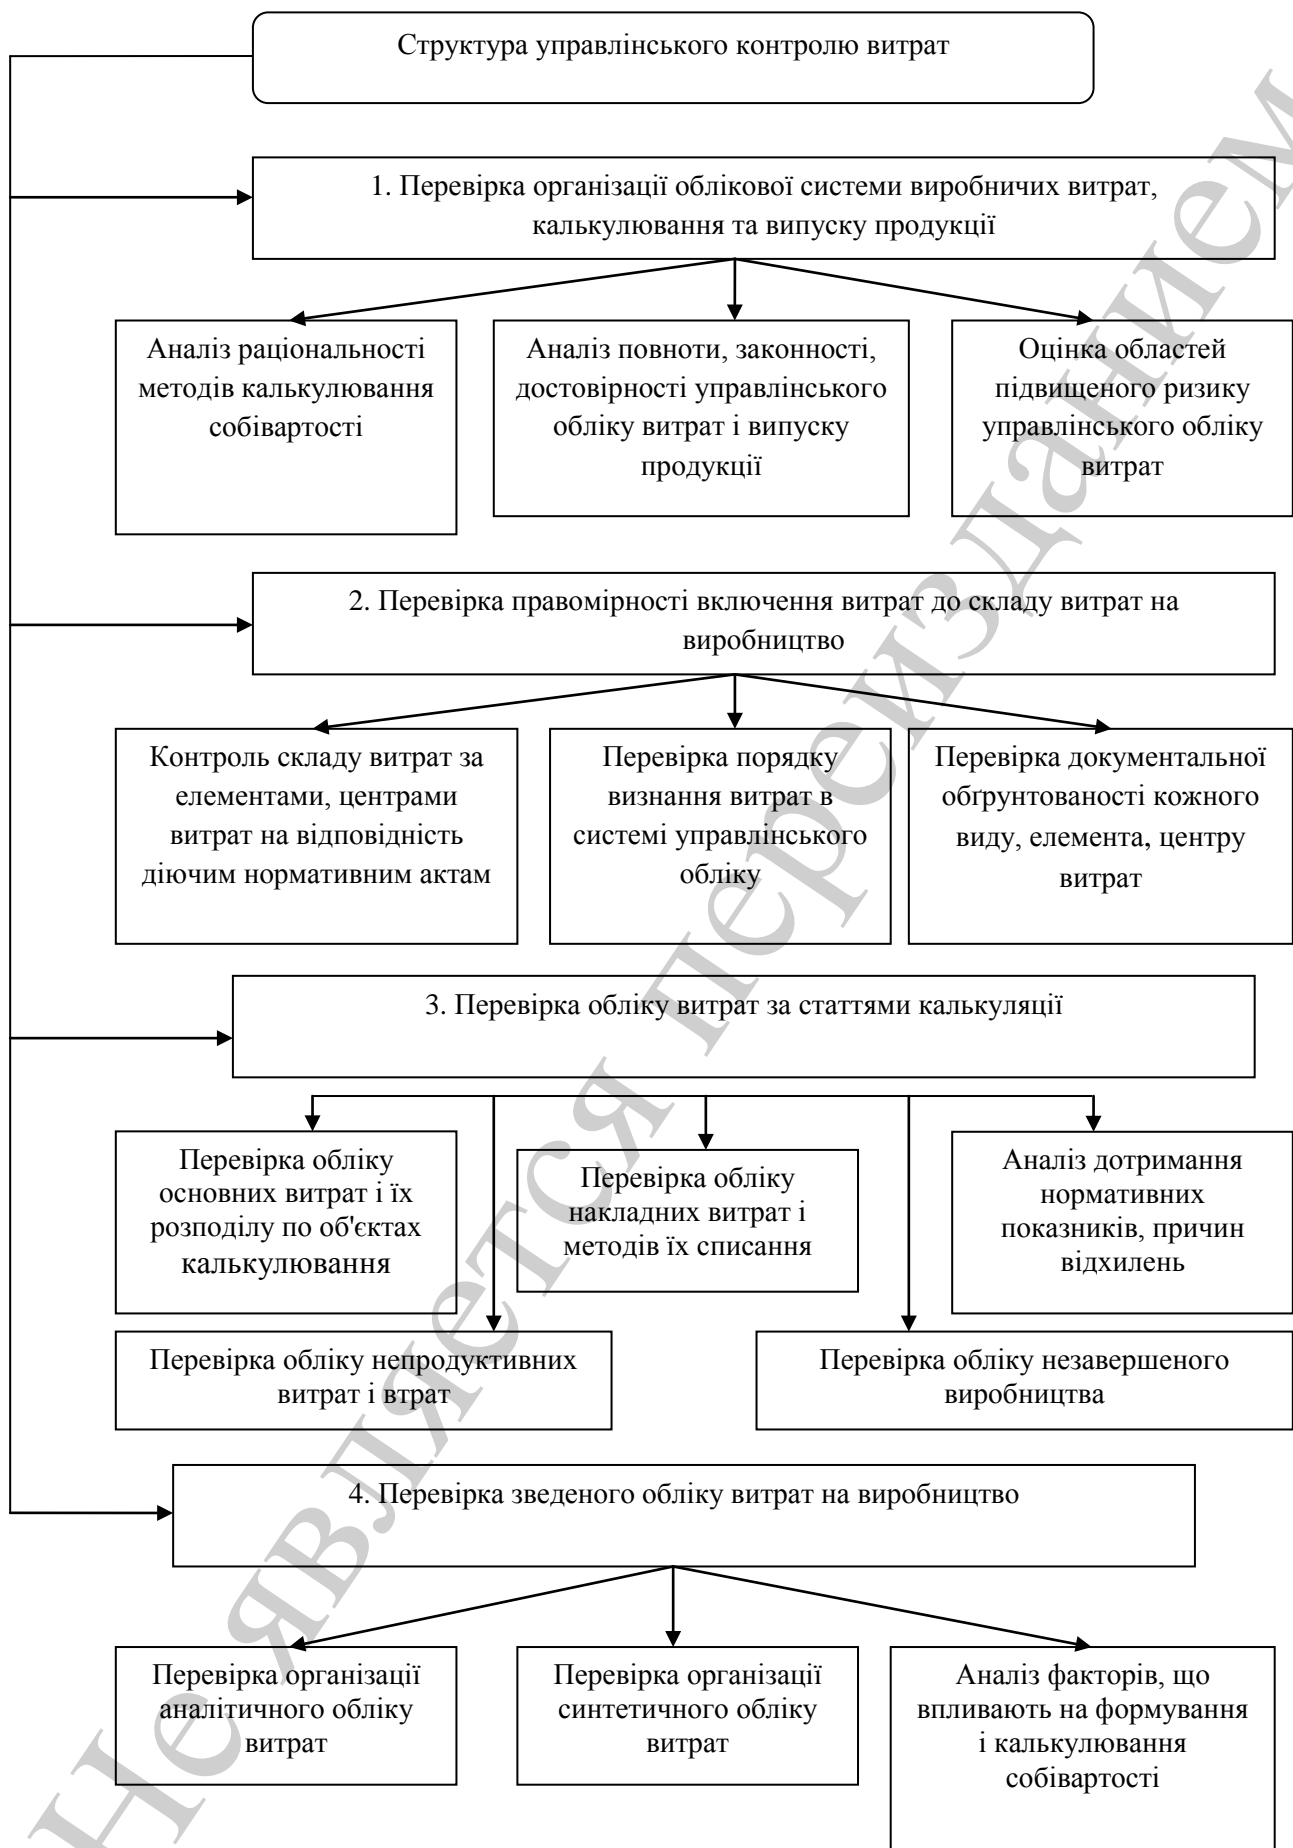 Структура управлінського контролю витрат
1. Перевірка організації облікової системи виробничих витрат,
калькулювання та випуску продукції
Аналіз раціональності
методів калькулювання
собівартості
Аналіз повноти, законності,
достовірності управлінського
обліку витрат і випуску
продукції
Оцінка областей
підвищеного ризику
управлінського обліку
витрат
2. Перевірка правомірності включення витрат до складу витрат на
виробництво
Контроль складу витрат за
елементами, центрами
витрат на відповідність
діючим нормативним актам
Перевірка порядку
визнання витрат в
системі управлінського
обліку
Перевірка документальної
обґрунтованості кожного
виду, елемента, центру
витрат
3. Перевірка обліку витрат за статтями калькуляції
Перевірка обліку
основних витрат і їх
розподілу по об'єктах
калькулювання
Перевірка обліку
накладних витрат і
методів їх списання
Аналіз дотримання
нормативних
показників, причин
відхилень
Перевірка обліку непродуктивних
витрат і втрат
Перевірка обліку незавершеного
виробництва
4. Перевірка зведеного обліку витрат на виробництво
Перевірка організації
аналітичного обліку
витрат
Перевірка організації
синтетичного обліку
витрат
Аналіз факторів, що
впливають на формування
і калькулювання
собівартості
Не является переизданием